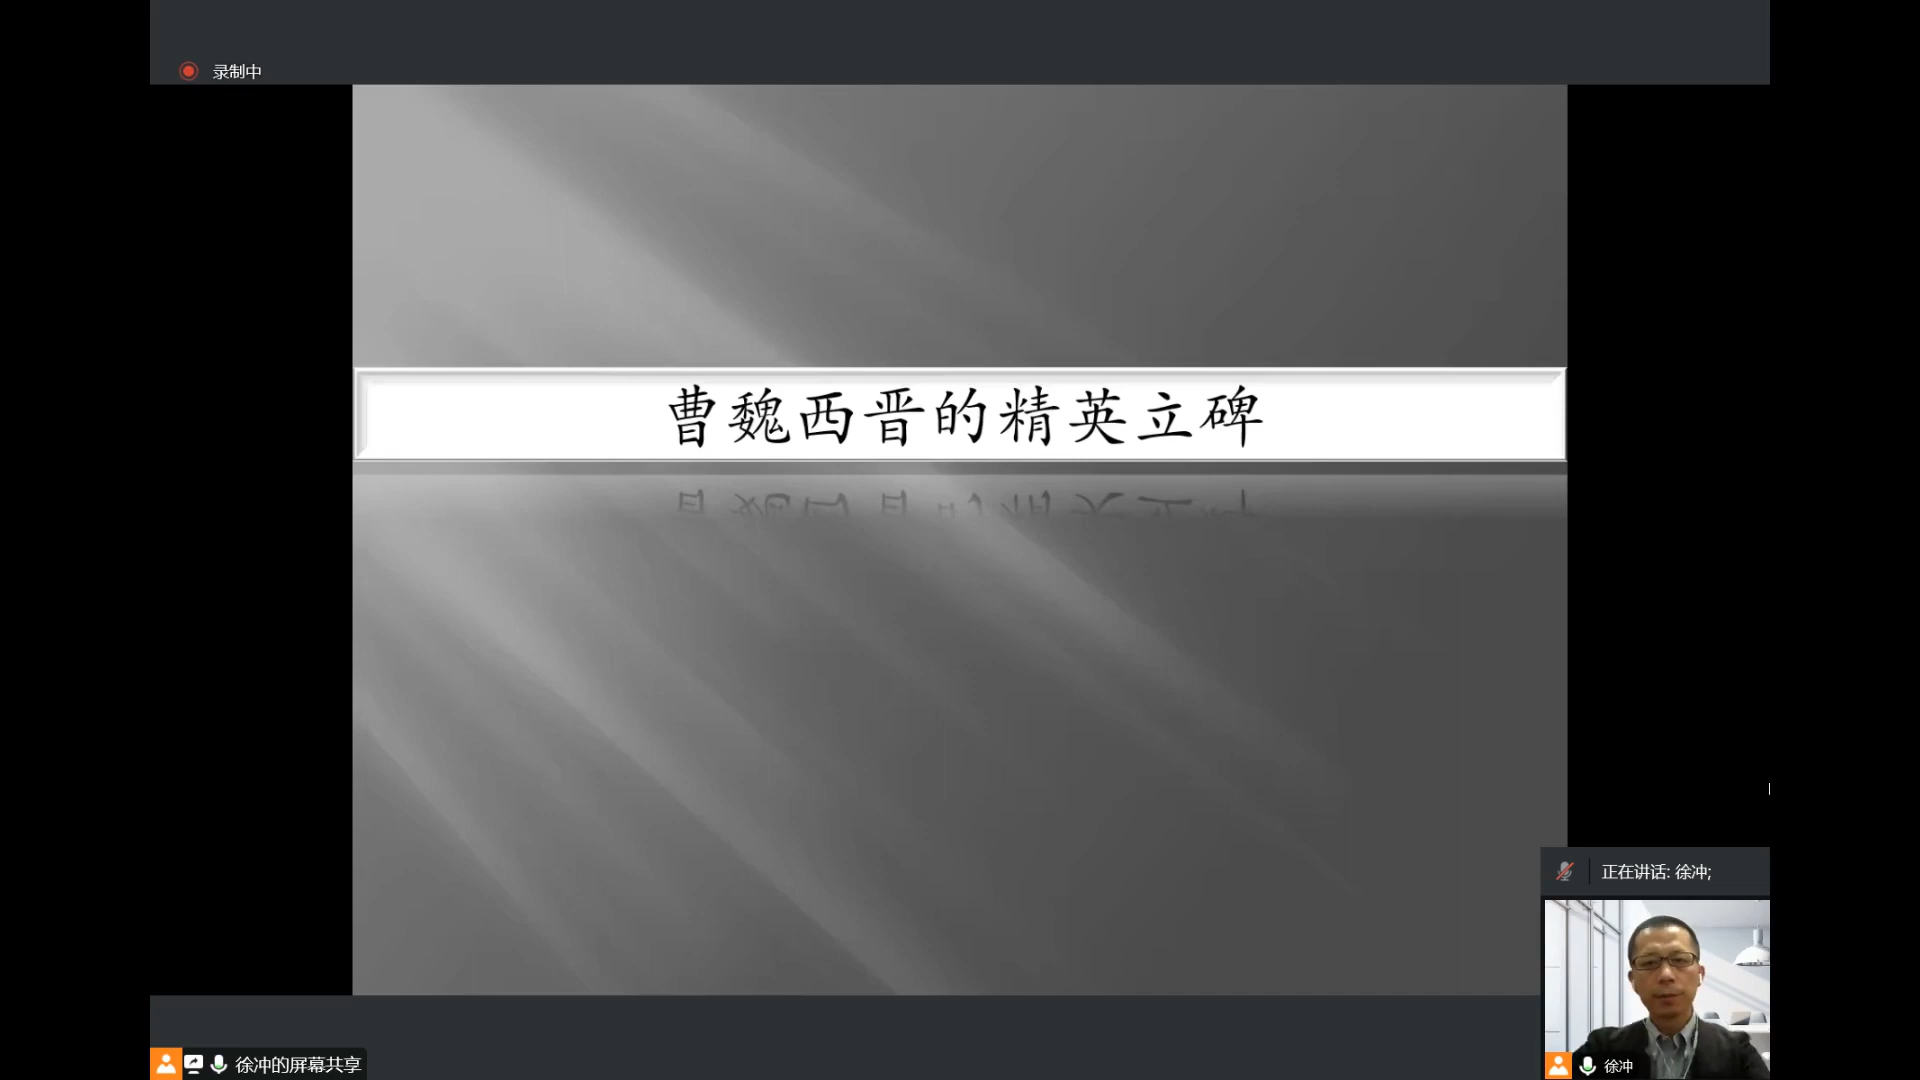 录制中
曹魏西晋的精英立碑
正在讲话: 徐冲;
徐冲
徐冲的屏幕共享